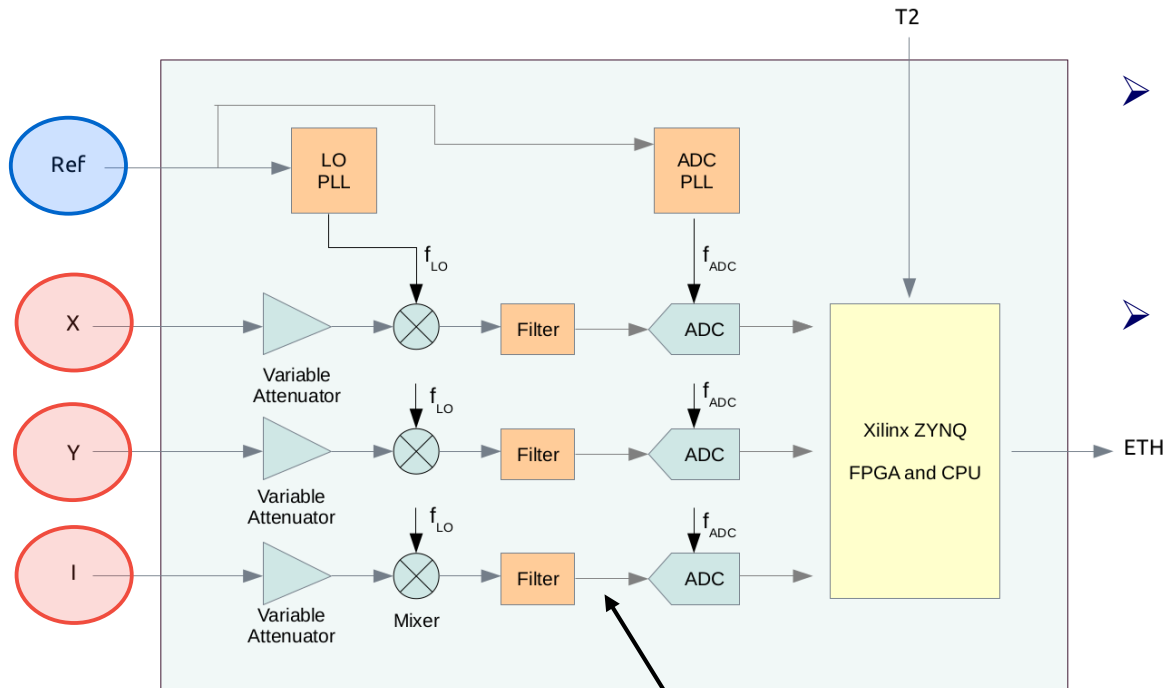 T2
Ref
LO
PLL
ADC
PLL
fLO
fADC
X
Filter
ADC
Variable
Attenuator
fLO
fADC
Y
Filter
ADC
Xilinx ZYNQ
FPGA and CPU
ETH
Variable
Attenuator
fLO
fADC
I
Filter
ADC
Variable
Attenuator
Mixer